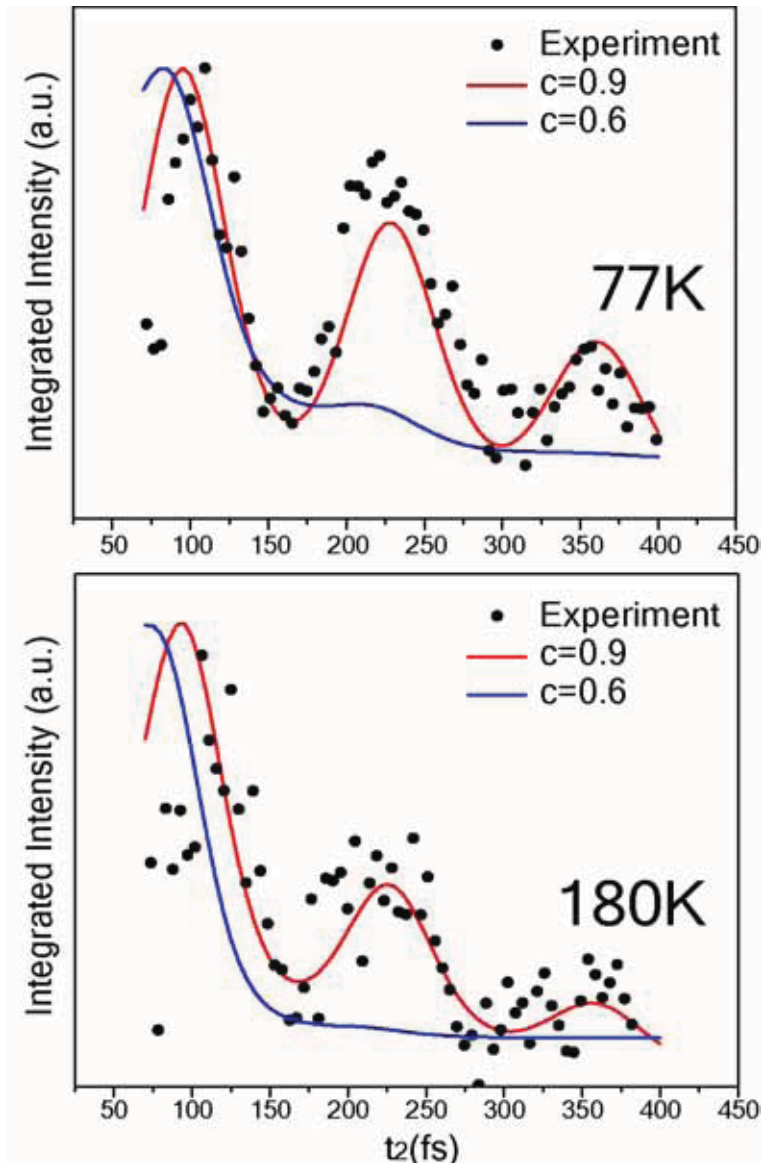 Experiment
c=0.9
c=0.6
Integrated Intensity (a.u.)
77K
50 100 150 200 250 300 350 400 450
Experiment
c=0.9
c=0.6
Integrated Intensity (a.u.)
180K
50 100 150 200 250 300 350 400 450
t2(fs)